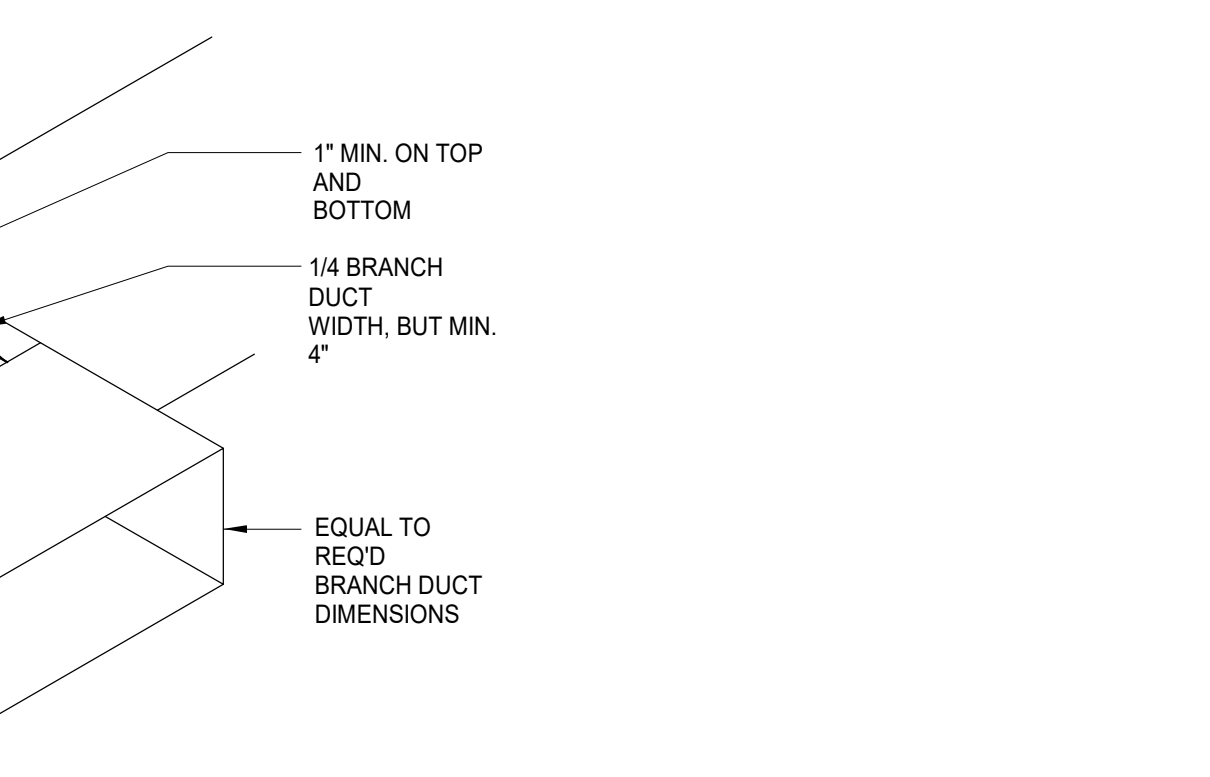 1" MIN. ON TOP
AND
BOTTOM
1/4 BRANCH
DUCT
WIDTH, BUT MIN.
4"
EQUAL TO
REQ'D
BRANCH DUCT
DIMENSIONS